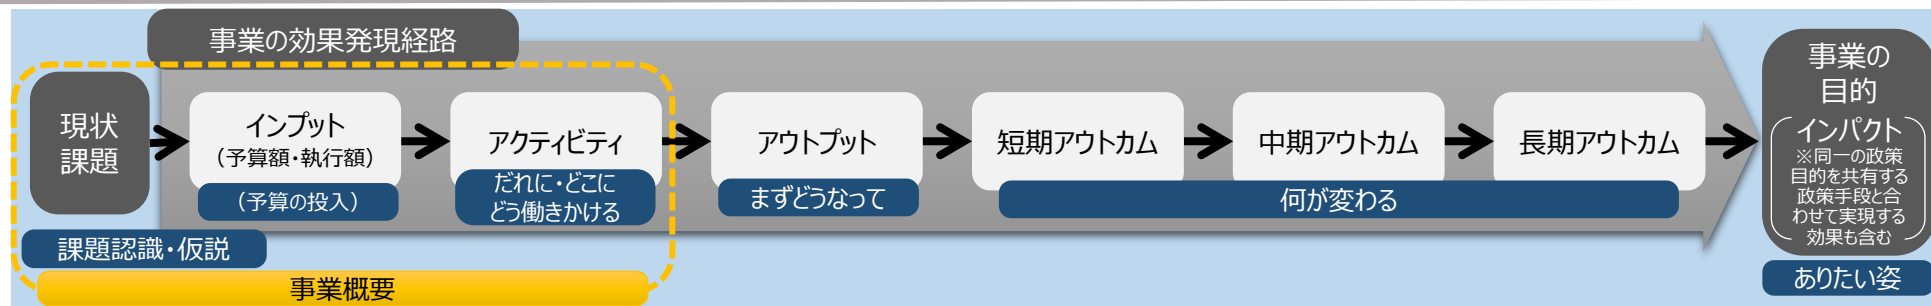 事業の効果発現経路
現状
課題
インプット
（予算額・執行額）
（予算の投入）
アクティビティ
だれに・どこに
どう働きかける
アウトプット
まずどうなって
短期アウトカム
中期アウトカム
長期アウトカム
何が変わる
事業の
目的
インパクト
※同一の政策
目的を共有する
政策手段と合
わせて実現する
効果も含む
ありたい姿
課題認識・仮説
事業概要